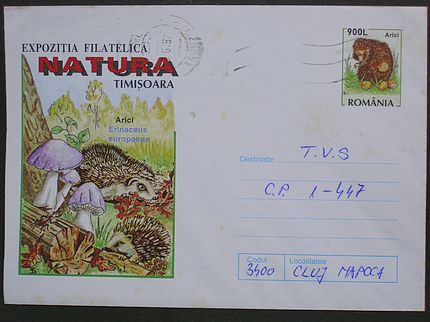 EXPOZIȚIA FILATELICĂ
NATURA
TIMIȘOARA
Arici
Erinaceus
europaeus
900L
Arici
ROMÂNIA
Destinatar
T.V.S
C.P. 1-447
Codul
3400
Localitatea
CLUJ NAPOCA